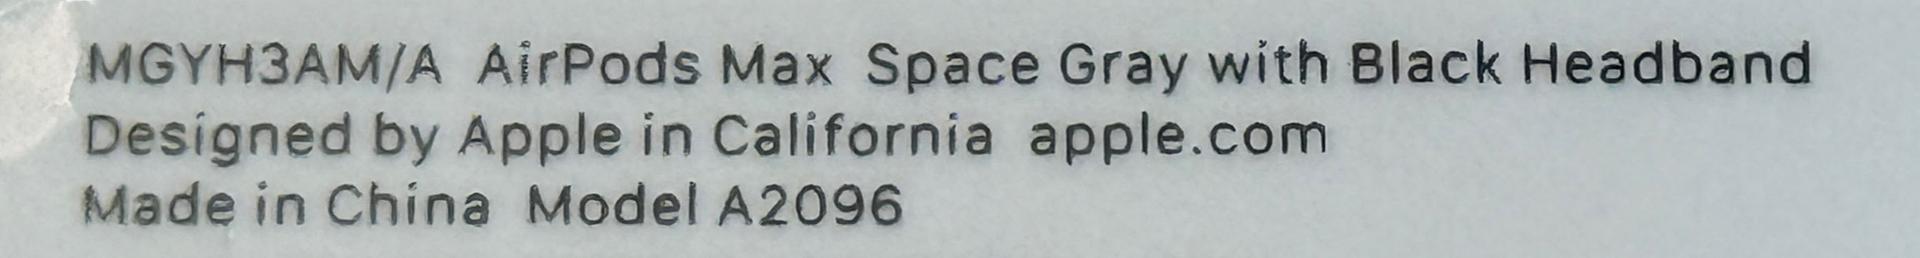 MGYH3AM/A AirPods Max Space Gray with Black Headband
Designed by Apple in California apple.com
Made in China Model A2096